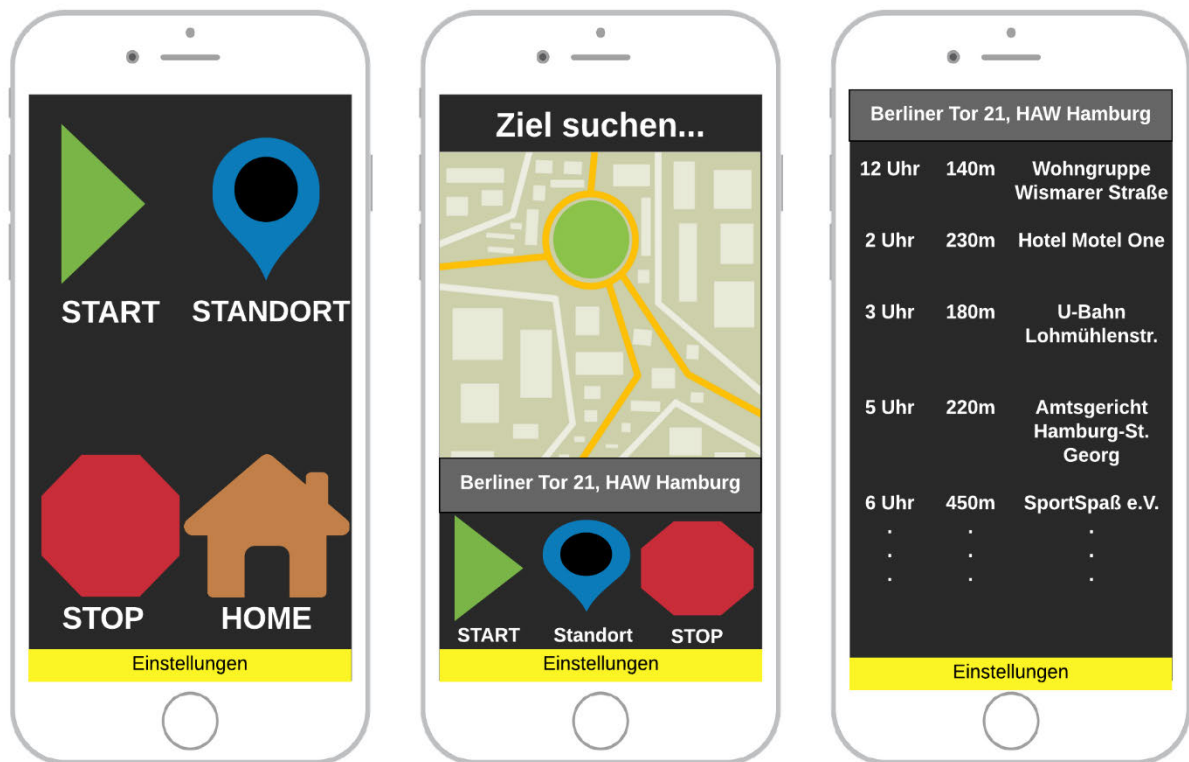 START
STANDORT
STOP
HOME
Einstellungen
Ziel suchen...
Berliner Tor 21, HAW Hamburg
START
Standort
STOP
Einstellungen
Berliner Tor 21, HAW Hamburg
12 Uhr 140m Wohngruppe
Wismarer Straße
2 Uhr 230m Hotel Motel One
3 Uhr 180m U-Bahn
Lohmühlenstr.
5 Uhr 220m Amtsgericht
Hamburg-St.
Georg
6 Uhr 450m SportSpaß e.V.
. . .
. . .
. . .
Einstellungen